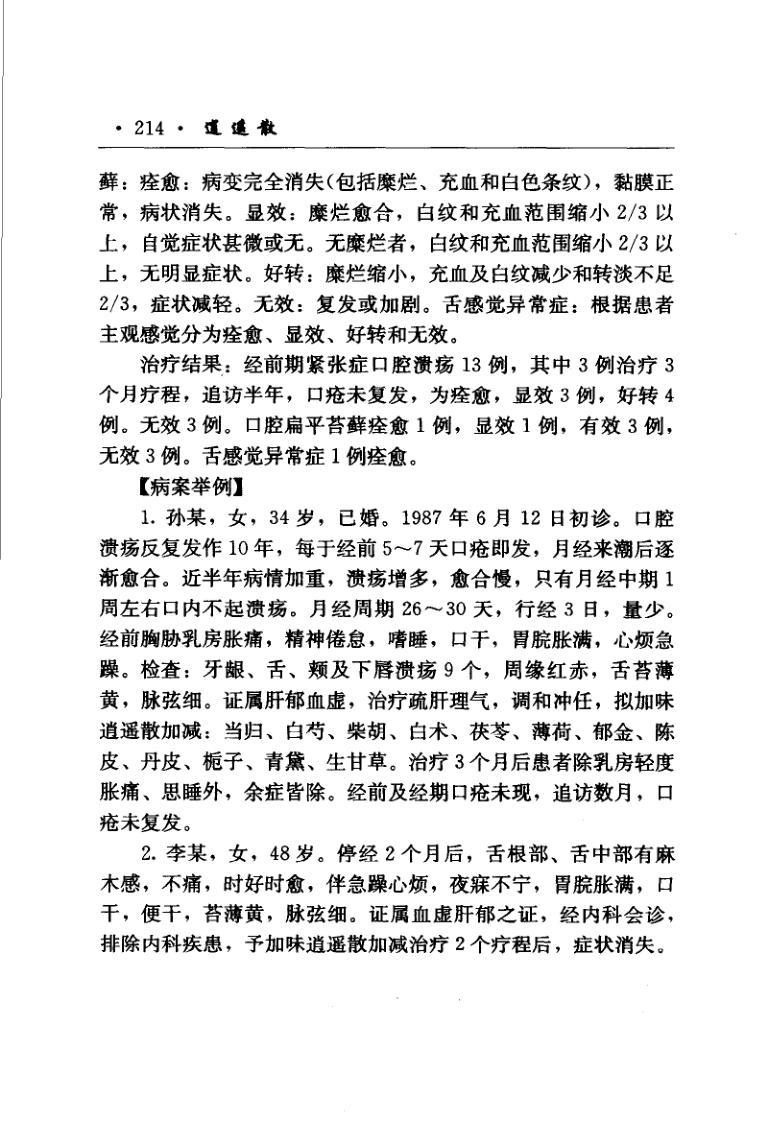 · 214 · 逍遥散
藓：痊愈：病变完全消失(包括糜烂、充血和白色条纹)，黏膜正
常，病状消失。显效：糜烂愈合，白纹和充血范围缩小 2/3 以
上，自觉症状甚微或无。无糜烂者，白纹和充血范围缩小 2/3 以
上，无明显症状。好转：糜烂缩小，充血及白纹减少和转淡不足
2/3，症状减轻。无效：复发或加剧。舌感觉异常症：根据患者
主观感觉分为痊愈、显效、好转和无效。
治疗结果：经前期紧张症口腔溃疡 13 例，其中 3 例治疗 3
个月疗程，追访半年，口疮未复发，为痊愈，显效 3 例，好转 4
例。无效 3 例。口腔扁平苔藓痊愈 1 例，显效 1 例，有效 3 例，
无效 3 例。舌感觉异常症 1 例痊愈。
【病案举例】
1. 孙某，女，34 岁，已婚。1987 年 6 月 12 日初诊。口腔
溃疡反复发作 10 年，每于经前 5～7 天口疮即发，月经来潮后逐
渐愈合。近半年病情加重，溃疡增多，愈合慢，只有月经中期 1
周左右口内不起溃疡。月经周期 26～30 天，行经 3 日，量少。
经前胸胁乳房胀痛，精神倦怠，嗜睡，口干，胃脘胀满，心烦急
躁。检查：牙龈、舌、颊及下唇溃疡 9 个，周缘红赤，舌苔薄
黄，脉弦细。证属肝郁血虚，治疗疏肝理气，调和冲任，拟加味
逍遥散加减：当归、白芍、柴胡、白术、茯苓、薄荷、郁金、陈
皮、丹皮、栀子、青黛、生甘草。治疗 3 个月后患者除乳房轻度
胀痛、思睡外，余症皆除。经前及经期口疮未现，追访数月，口
疮未复发。
2. 李某，女，48 岁。停经 2 个月后，舌根部、舌中部有麻
木感，不痛，时好时愈，伴急躁心烦，夜寐不宁，胃脘胀满，口
干，便干，苔薄黄，脉弦细。证属血虚肝郁之证，经内科会诊，
排除内科疾患，予加味逍遥散加减治疗 2 个疗程后，症状消失。